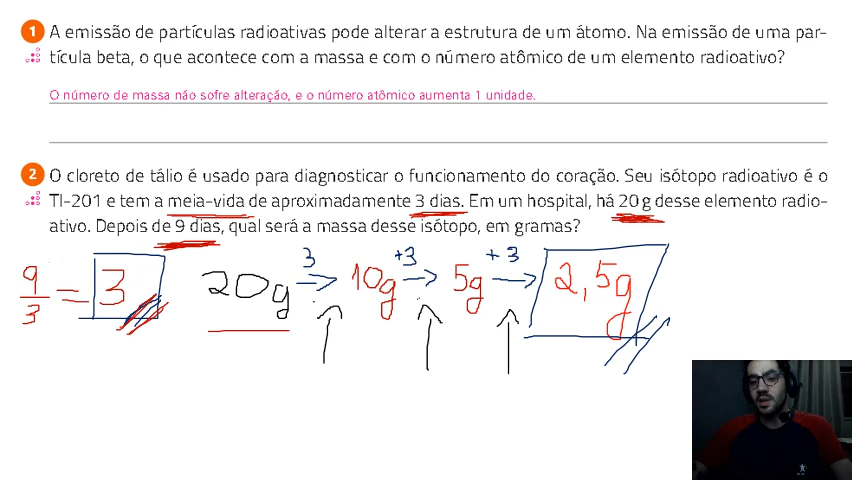 1 A emissão de partículas radioativas pode alterar a estrutura de um átomo. Na emissão de uma par-
tícula beta, o que acontece com a massa e com o número atômico de um elemento radioativo?
O número de massa não sofre alteração, e o número atômico aumenta 1 unidade.
2 O cloreto de tálio é usado para diagnosticar o funcionamento do coração. Seu isótopo radioativo é o
Tl-201 e tem a meia-vida de aproximadamente 3 dias. Em um hospital, há 20 g desse elemento radio-
ativo. Depois de 9 dias, qual será a massa desse isótopo, em gramas?
9/3 = 3 20g 3→ 10g +3→ 5g +3→ 2,5g